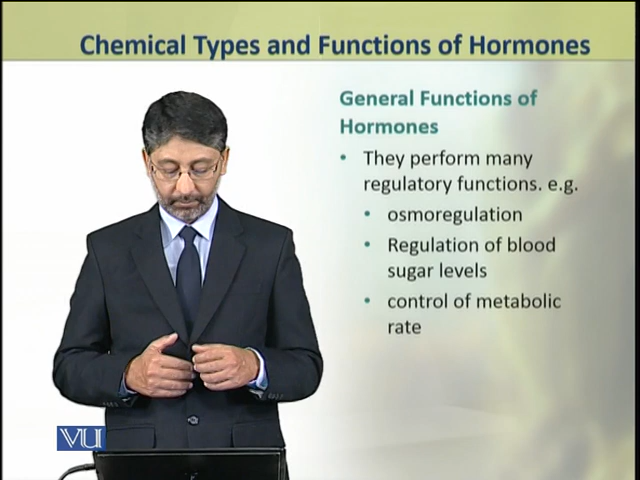 Chemical Types and Functions of Hormones
General Functions of
Hormones
• They perform many
regulatory functions. e.g.
• osmoregulation
• Regulation of blood
sugar levels
• control of metabolic
rate
VU